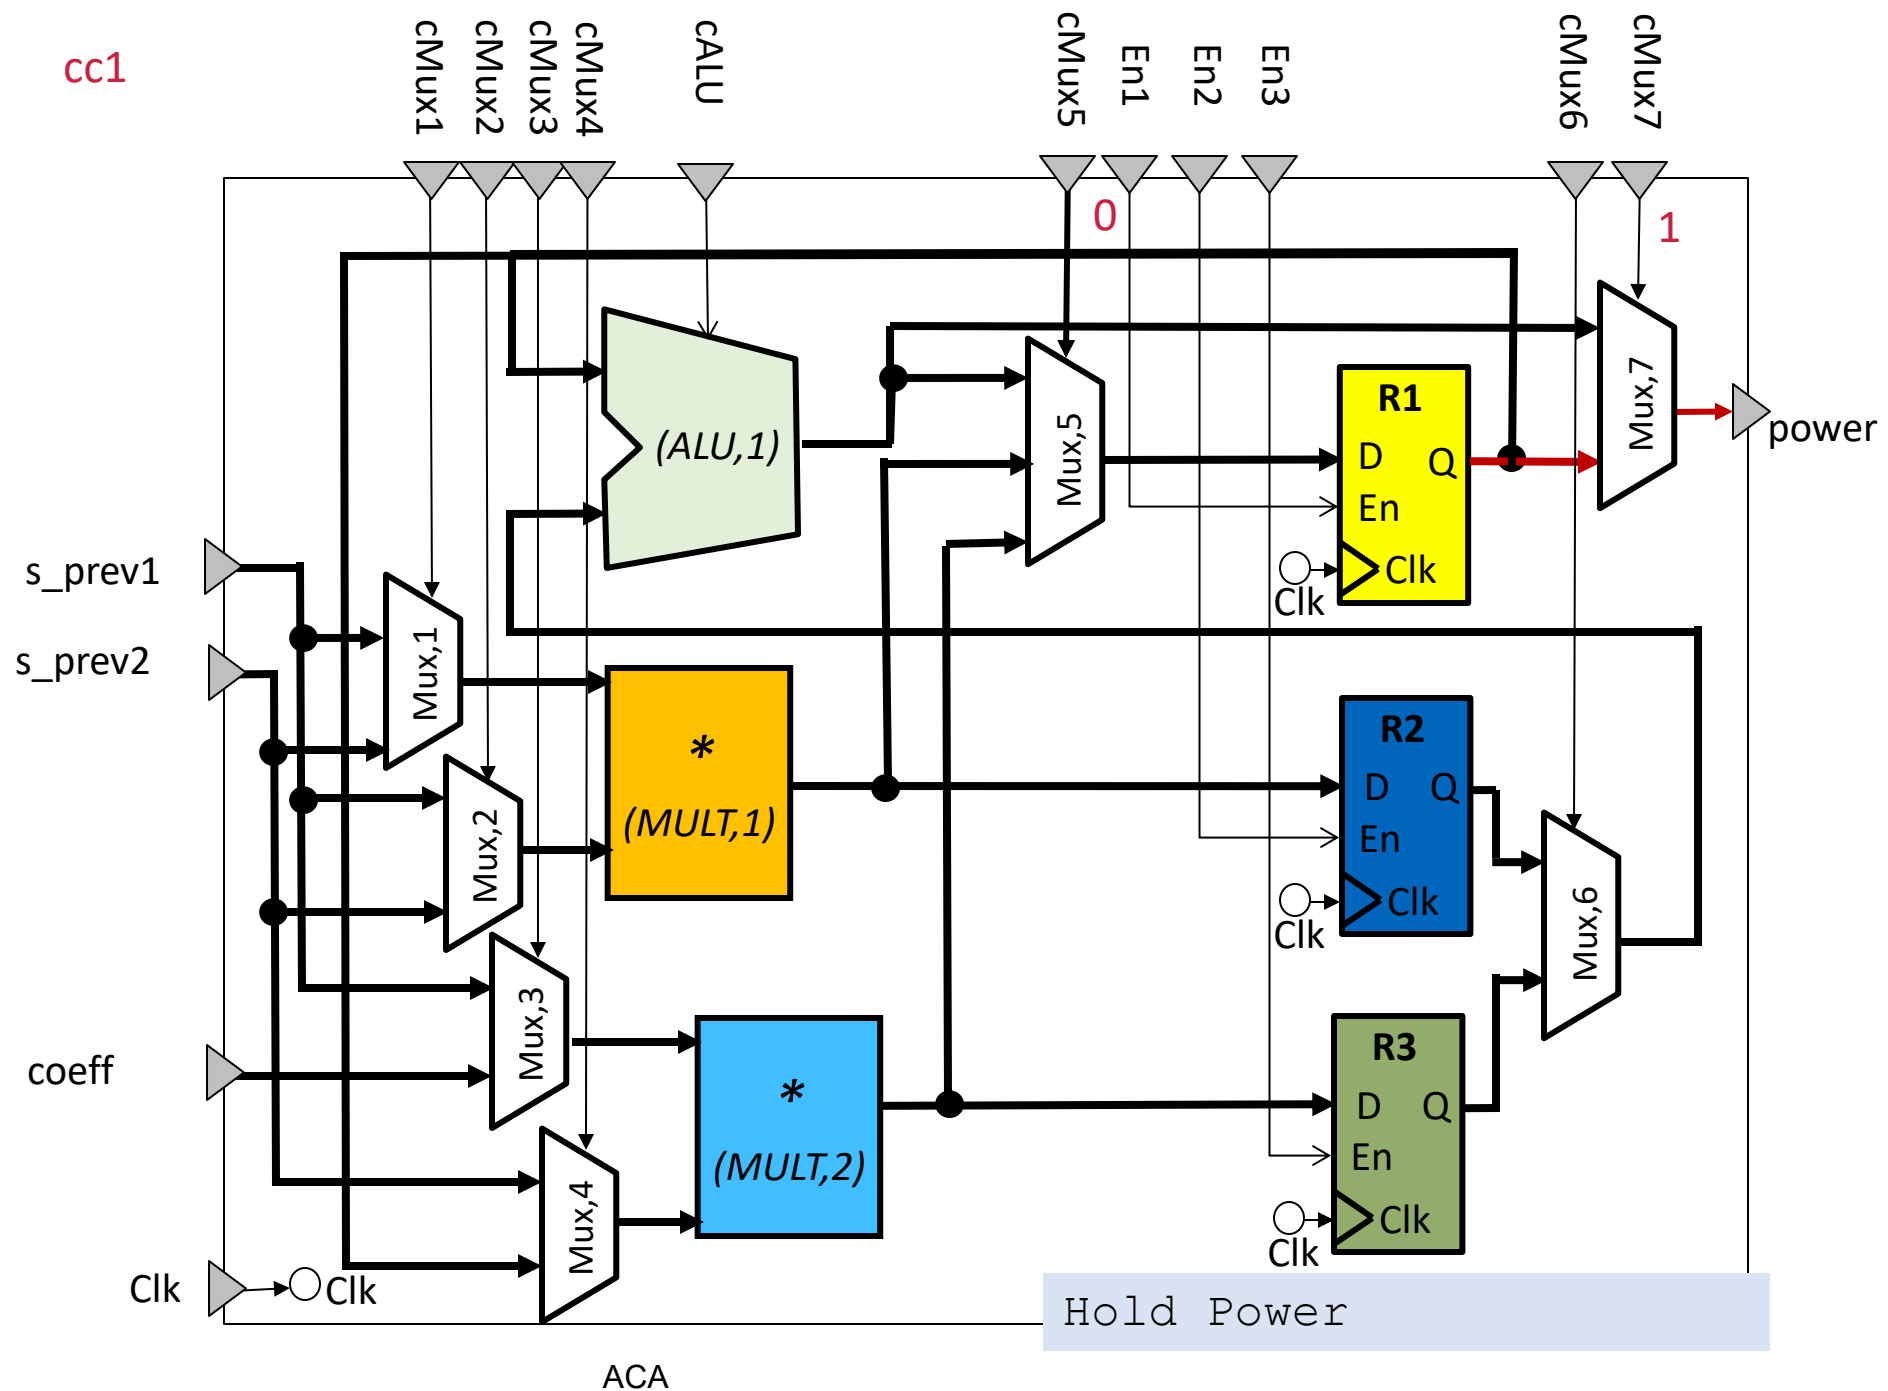 cc1
cMux1
cMux2
cMux3
cMux4
cALU
cMux5
En1
En2
En3
cMux6
cMux7
0
1
(ALU,1)
Mux,5
R1
D Q
En
Clk
Clk
Mux,7
power
s_prev1
s_prev2
Mux,1
Mux,2
*
(MULT,1)
R2
D Q
En
Clk
Clk
Mux,6
coeff
Mux,3
Mux,4
*
(MULT,2)
R3
D Q
En
Clk
Clk
Clk
Clk
Hold Power
ACA